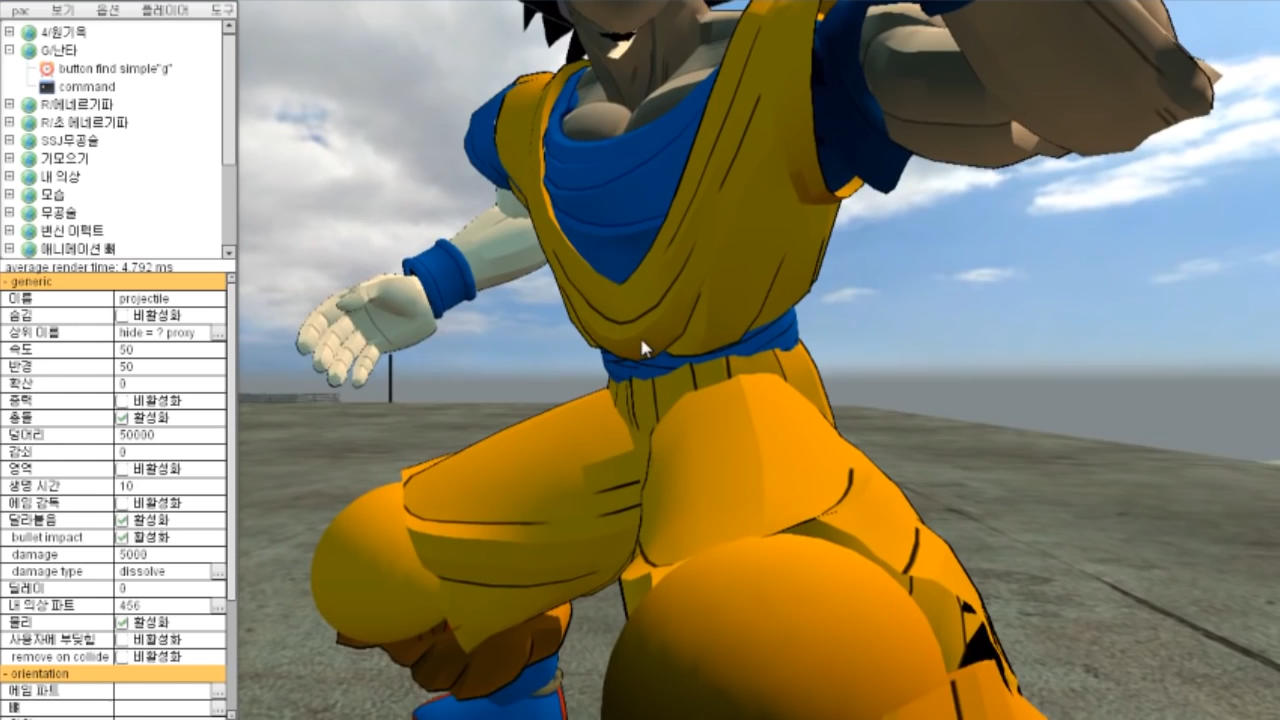 pac 보기 옵션 플레이어 도구
4/원기옥
G/난타
button find simple"g"
command
R/에네르기파
R/초 에네르기파
SSJ무공술
기모으기
내 의상
모습
무공술
변신 이펙트
애니메이션 뼈
average render time: 4.792 ms
- generic
이름 projectile
숨김 비활성화
상위 이름 hide = ? proxy ...
속도 50
반경 50
확산 0
중력 비활성화
충돌 활성화
덩어리 50000
감쇠 0
영역 비활성화
생명 시간 10
에임 감독 비활성화
달라붙음 활성화
bullet impact 활성화
damage 5000
damage type dissolve ...
딜레이 0
내 의상 파트 456 ...
물리 활성화
사용자에 부딪힘 비활성화
remove on collide 비활성화
- orientation
에임 파트 ...
뼈 ...